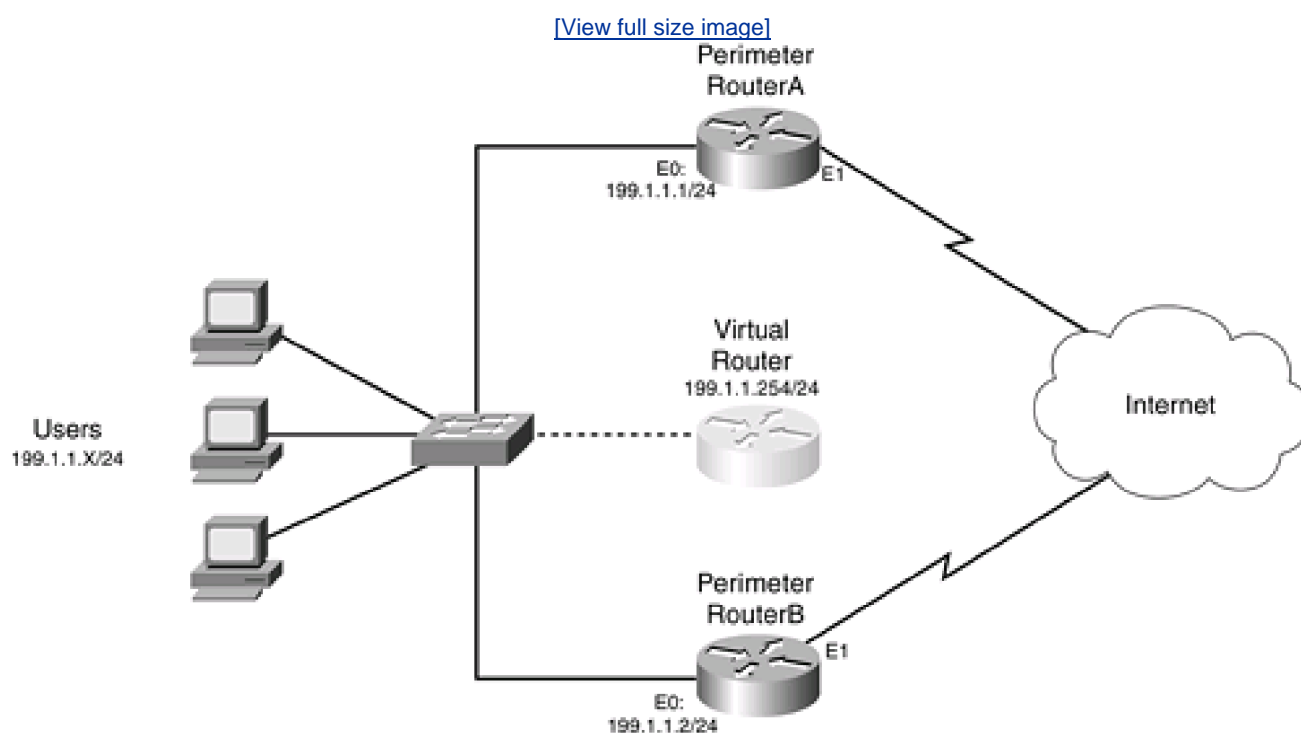 [View full size image]
Perimeter
RouterA
E0:
199.1.1.1/24
E1
Virtual
Router
199.1.1.254/24
Internet
Users
199.1.1.X/24
Perimeter
RouterB
E1
E0:
199.1.1.2/24